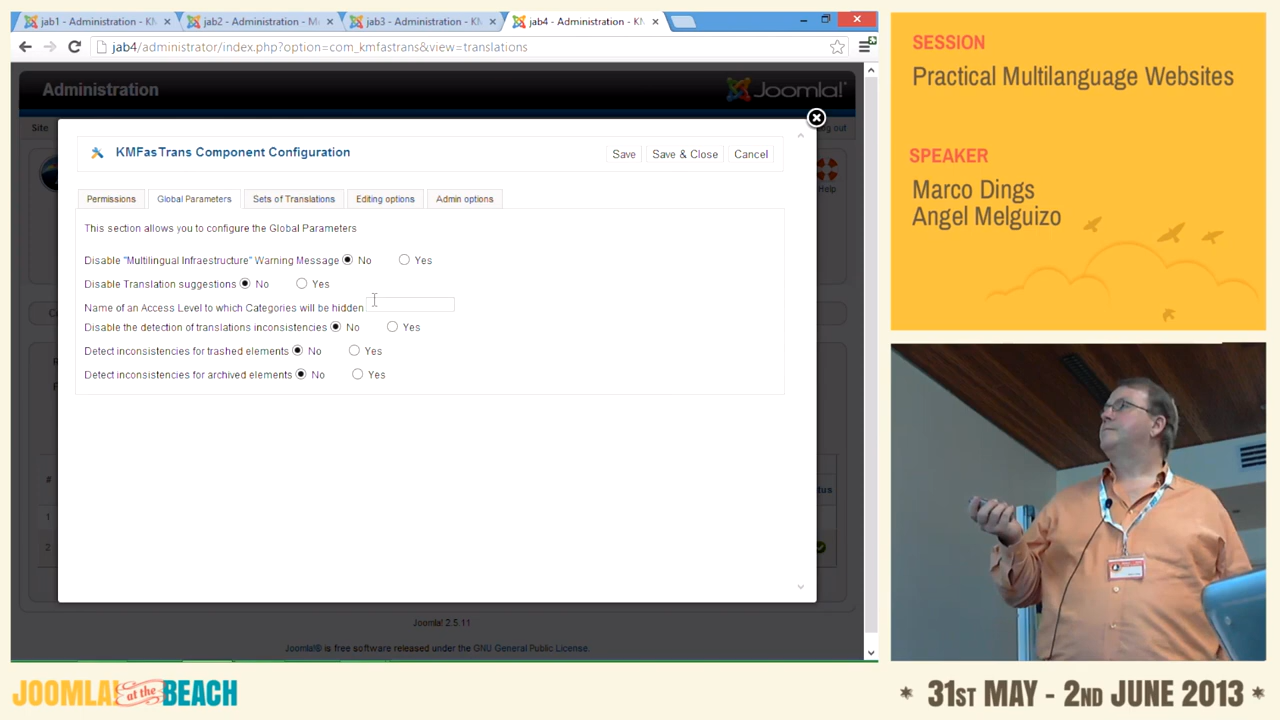 jab1 - Administration - KM
jab2 - Administration - M
jab3 - Administration - KM
jab4 - Administration - KM
jab4/administrator/index.php?option=com_kmfastrans&view=translations
Administration
Joomla!
Site
out
Help
KMFasTrans Component Configuration
Save
Save & Close
Cancel
Permissions
Global Parameters
Sets of Translations
Editing options
Admin options
This section allows you to configure the Global Parameters
Disable "Multilingual Infraestructure" Warning Message No Yes
Disable Translation suggestions No Yes
Name of an Access Level to which Categories will be hidden
Disable the detection of translations inconsistencies No Yes
Detect inconsistencies for trashed elements No Yes
Detect inconsistencies for archived elements No Yes
#
1
2
Joomla! 2.5.11
Joomla!® is free software released under the GNU General Public License.
SESSION
Practical Multilanguage Websites
SPEAKER
Marco Dings
Angel Melguizo
JOOMLA! at the BEACH
* 31ST MAY - 2ND JUNE 2013 *